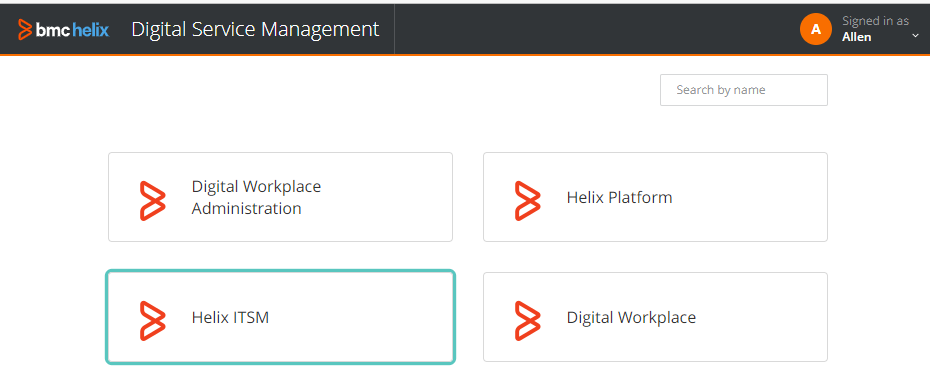 bmc helix Digital Service Management
A
Signed in as
Allen
Search by name
Digital Workplace
Administration
Helix Platform
Helix ITSM
Digital Workplace